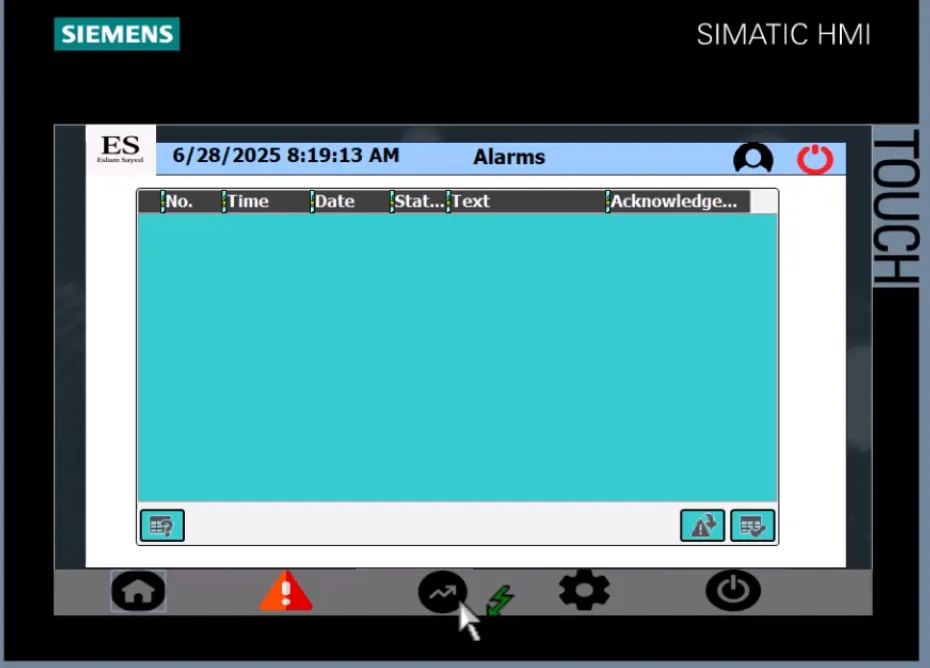 SIEMENS
SIMATIC HMI
TOUCH
ES
Eslam Sayed
6/28/2025 8:19:13 AM
Alarms
No.
Time
Date
Stat...
Text
Acknowledge...